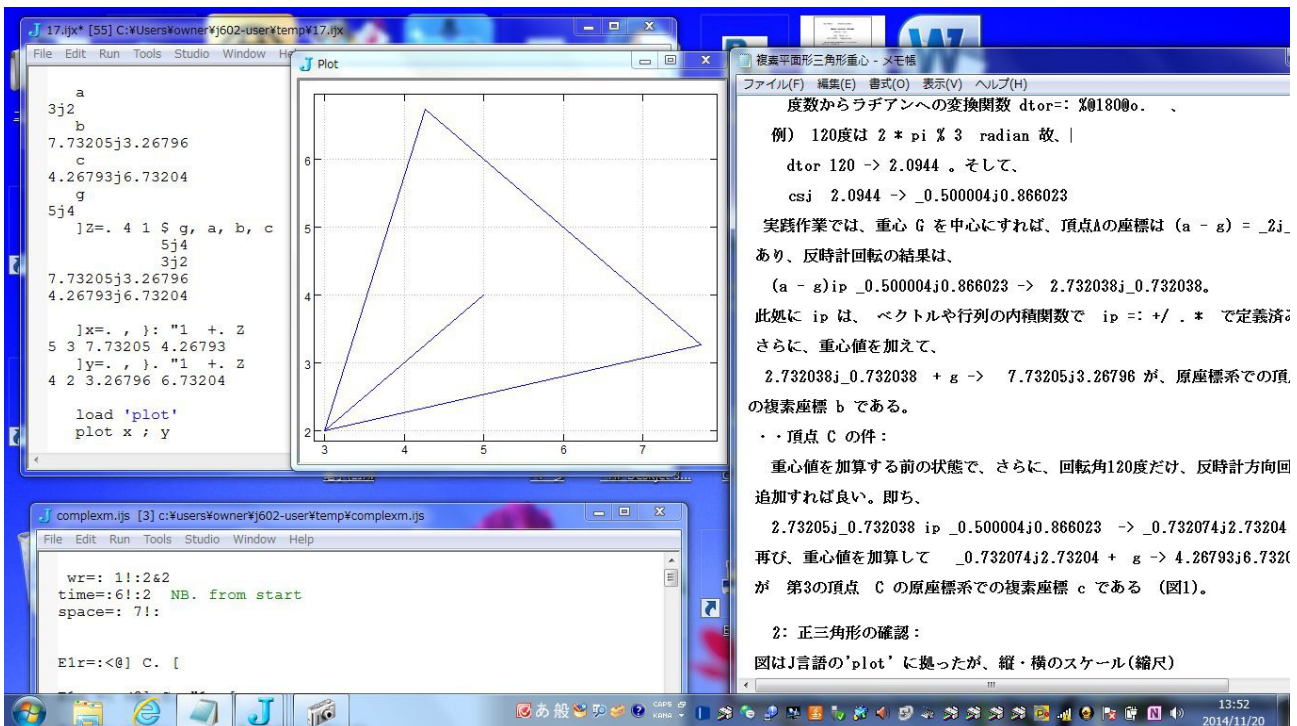 17.ijx* [55] C:¥Users¥owner¥j602-user¥temp¥17.ijx
File Edit Run Tools Studio Window
a
3j2
b
7.73205j3.26796
c
4.26793j6.73204
g
5j4
]Z=. 4 1 $ g, a, b, c
5j4
3j2
7.73205j3.26796
4.26793j6.73204
]x=. , }: "1 +. Z
5 3 7.73205 4.26793
]y=. , }. "1 +. Z
4 2 3.26796 6.73204
load 'plot'
plot x ; y
Plot
6
5
4
3
2
3 4 5 6 7
複素平面形三角形重心 - メモ帳
ファイル(F) 編集(E) 書式(O) 表示(V) ヘルプ(H)
度数からラヂアンへの変換関数 dtor=: %@180@o. 、
例) 120度は 2 * pi % 3 radian 故、
dtor 120 -> 2.0944 。そして、
csj 2.0944 -> _0.500004j0.866023
実践作業では、重心 G を中心にすれば、頂点Aの座標は (a - g) = _2j_
あり、反時計回転の結果は、
(a - g)ip _0.500004j0.866023 -> 2.732038j_0.732038。
此処に ip は、 ベクトルや行列の内積関数で ip =: +/ . * で定義済み
さらに、重心値を加えて、
2.732038j_0.732038 + g -> 7.73205j3.26796 が、原座標系での頂点
の複素座標 b である。
・・頂点 C の件：
重心値を加算する前の状態で、さらに、回転角120度だけ、反時計方向回
追加すれば良い。即ち、
2.73205j_0.732038 ip _0.500004j0.866023 -> _0.732074j2.73204
再び、重心値を加算して _0.732074j2.73204 + g -> 4.26793j6.7320
が 第3の頂点 C の原座標系での複素座標 c である (図1)。
2: 正三角形の確認：
図はJ言語の'plot' に拠ったが、縦・横のスケール(縮尺)
complexm.ijs [3] c:¥users¥owner¥j602-user¥temp¥complexm.ijs
File Edit Run Tools Studio Window Help
wr=: 1!:2&2
time=:6!:2 NB. from start
space=: 7!:
E1r=:<@] C. [
あ 般
CAPS
KANA
13:52
2014/11/20